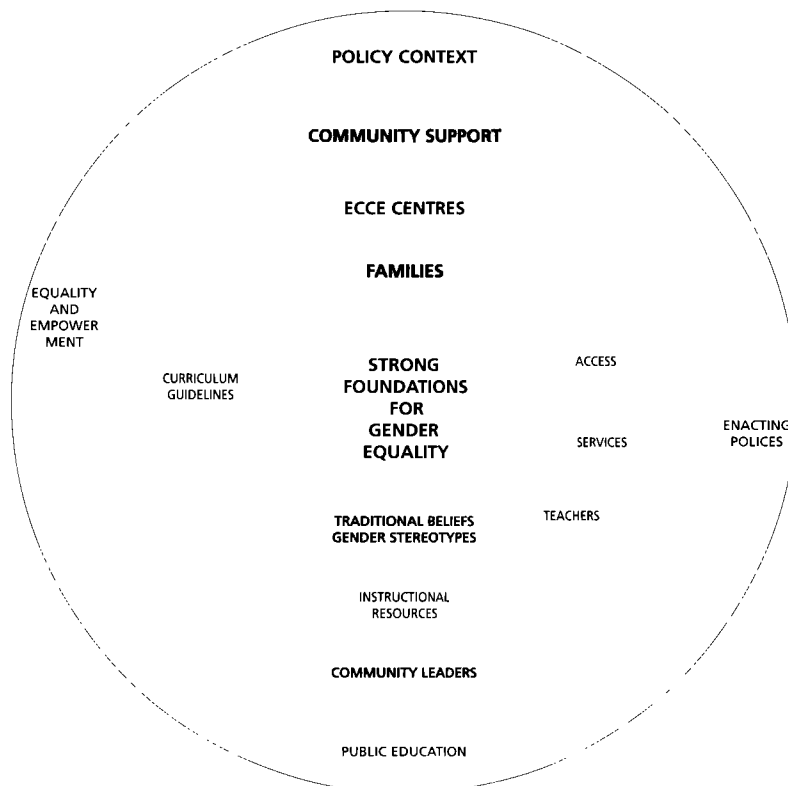 POLICY CONTEXT
COMMUNITY SUPPORT
ECCE CENTRES
FAMILIES
EQUALITY
AND
EMPOWER
MENT
CURRICULUM
GUIDELINES
STRONG
FOUNDATIONS
FOR
GENDER
EQUALITY
ACCESS
SERVICES
TEACHERS
ENACTING
POLICES
TRADITIONAL BELIEFS
GENDER STEREOTYPES
INSTRUCTIONAL
RESOURCES
COMMUNITY LEADERS
PUBLIC EDUCATION